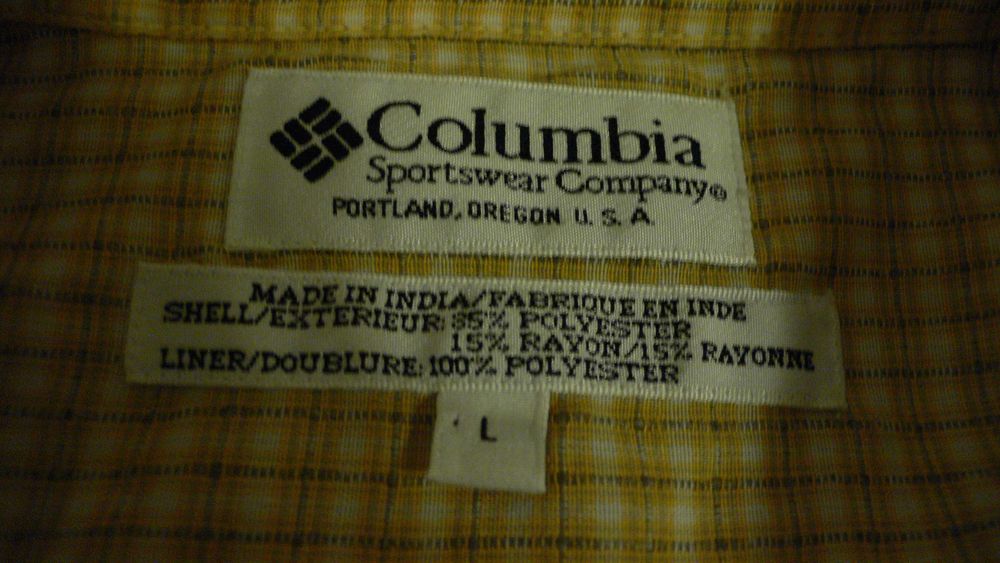 Columbia
Sportswear Company®
PORTLAND, OREGON U.S.A.
MADE IN INDIA/FABRIQUE EN INDE
SHELL/EXTERIEUR: 85% POLYESTER
15% RAYON/15% RAYONNE
LINER/DOUBLURE: 100% POLYESTER
L